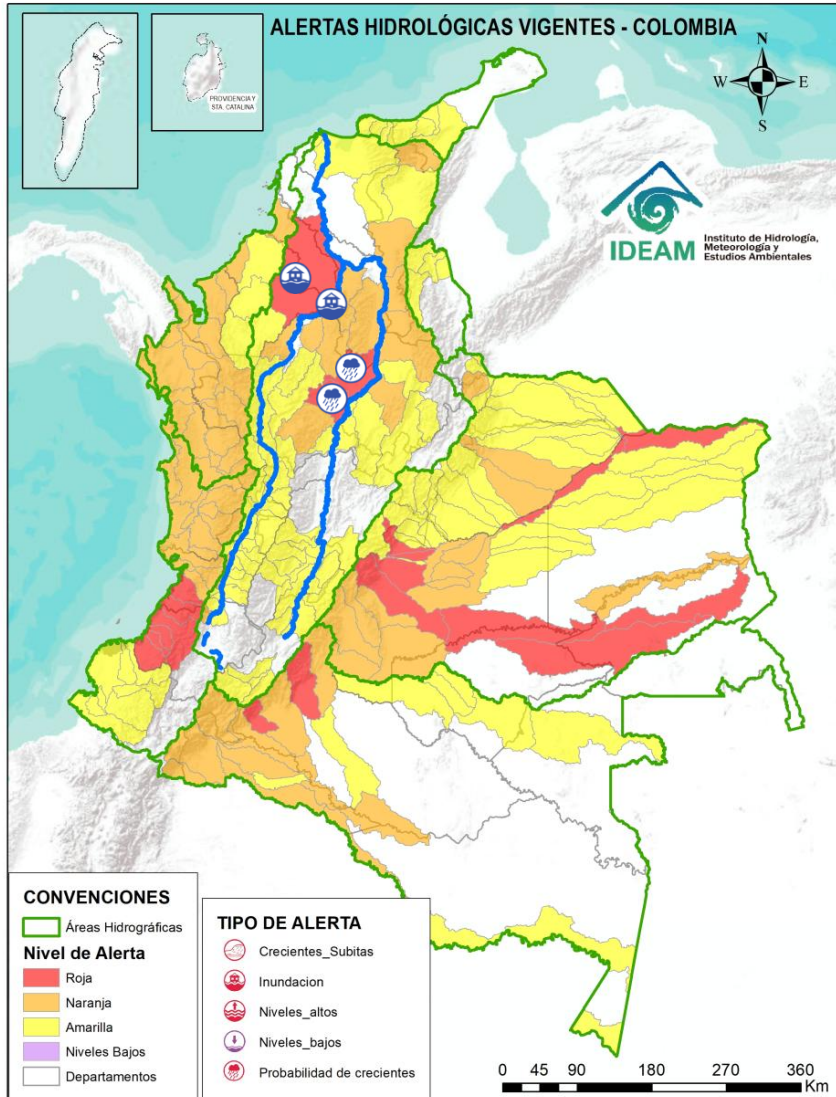 ALERTAS HIDROLÓGICAS VIGENTES - COLOMBIA
PROVIDENCIA Y
STA. CATALINA
N
W
E
S
IDEAM
Instituto de Hidrología,
Meteorología y
Estudios Ambientales
CONVENCIONES
Áreas Hidrográficas
Nivel de Alerta
Roja
Naranja
Amarilla
Niveles Bajos
Departamentos
TIPO DE ALERTA
Crecientes_Subitas
Inundacion
Niveles_altos
Niveles_bajos
Probabilidad de crecientes
0 45 90 180 270 360
Km